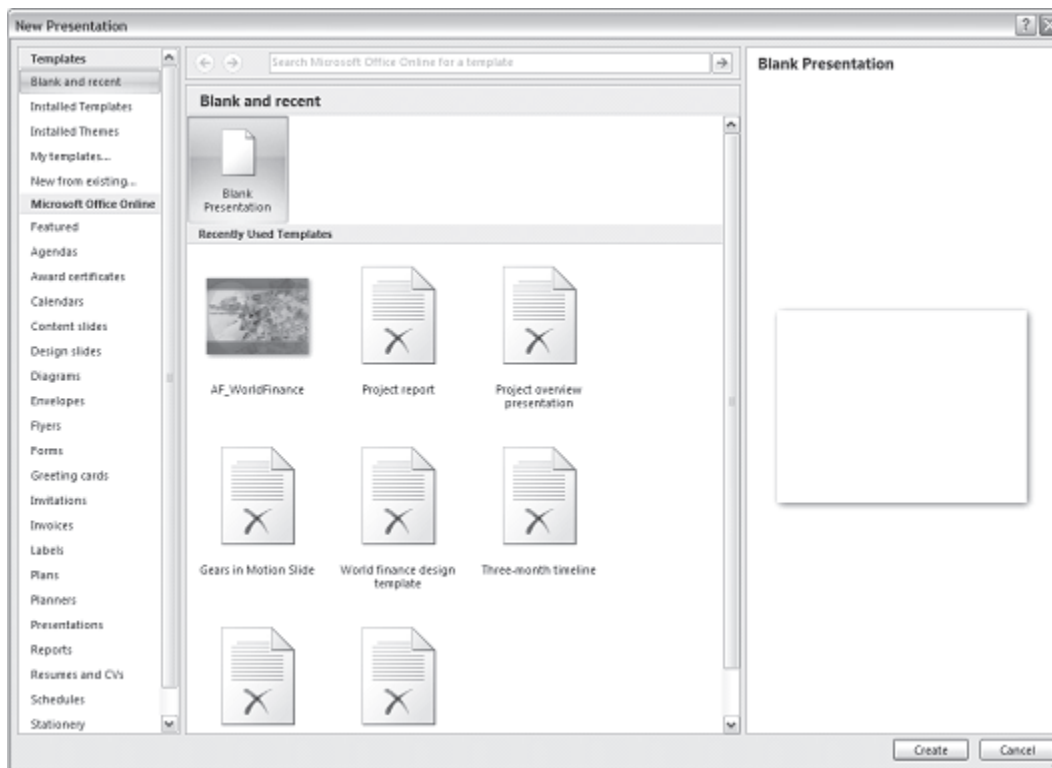 New Presentation
?
Templates
Blank and recent
Installed Templates
Installed Themes
My templates...
New from existing...
Microsoft Office Online
Featured
Agendas
Award certificates
Calendars
Content slides
Design slides
Diagrams
Envelopes
Flyers
Forms
Greeting cards
Invitations
Invoices
Labels
Plans
Planners
Presentations
Reports
Resumes and CVs
Schedules
Stationery
Search Microsoft Office Online for a template
Blank and recent
Blank
Presentation
Recently Used Templates
AF_WorldFinance
Project report
Project overview
presentation
Gears in Motion Slide
World finance design
template
Three-month timeline
Blank Presentation
Create
Cancel